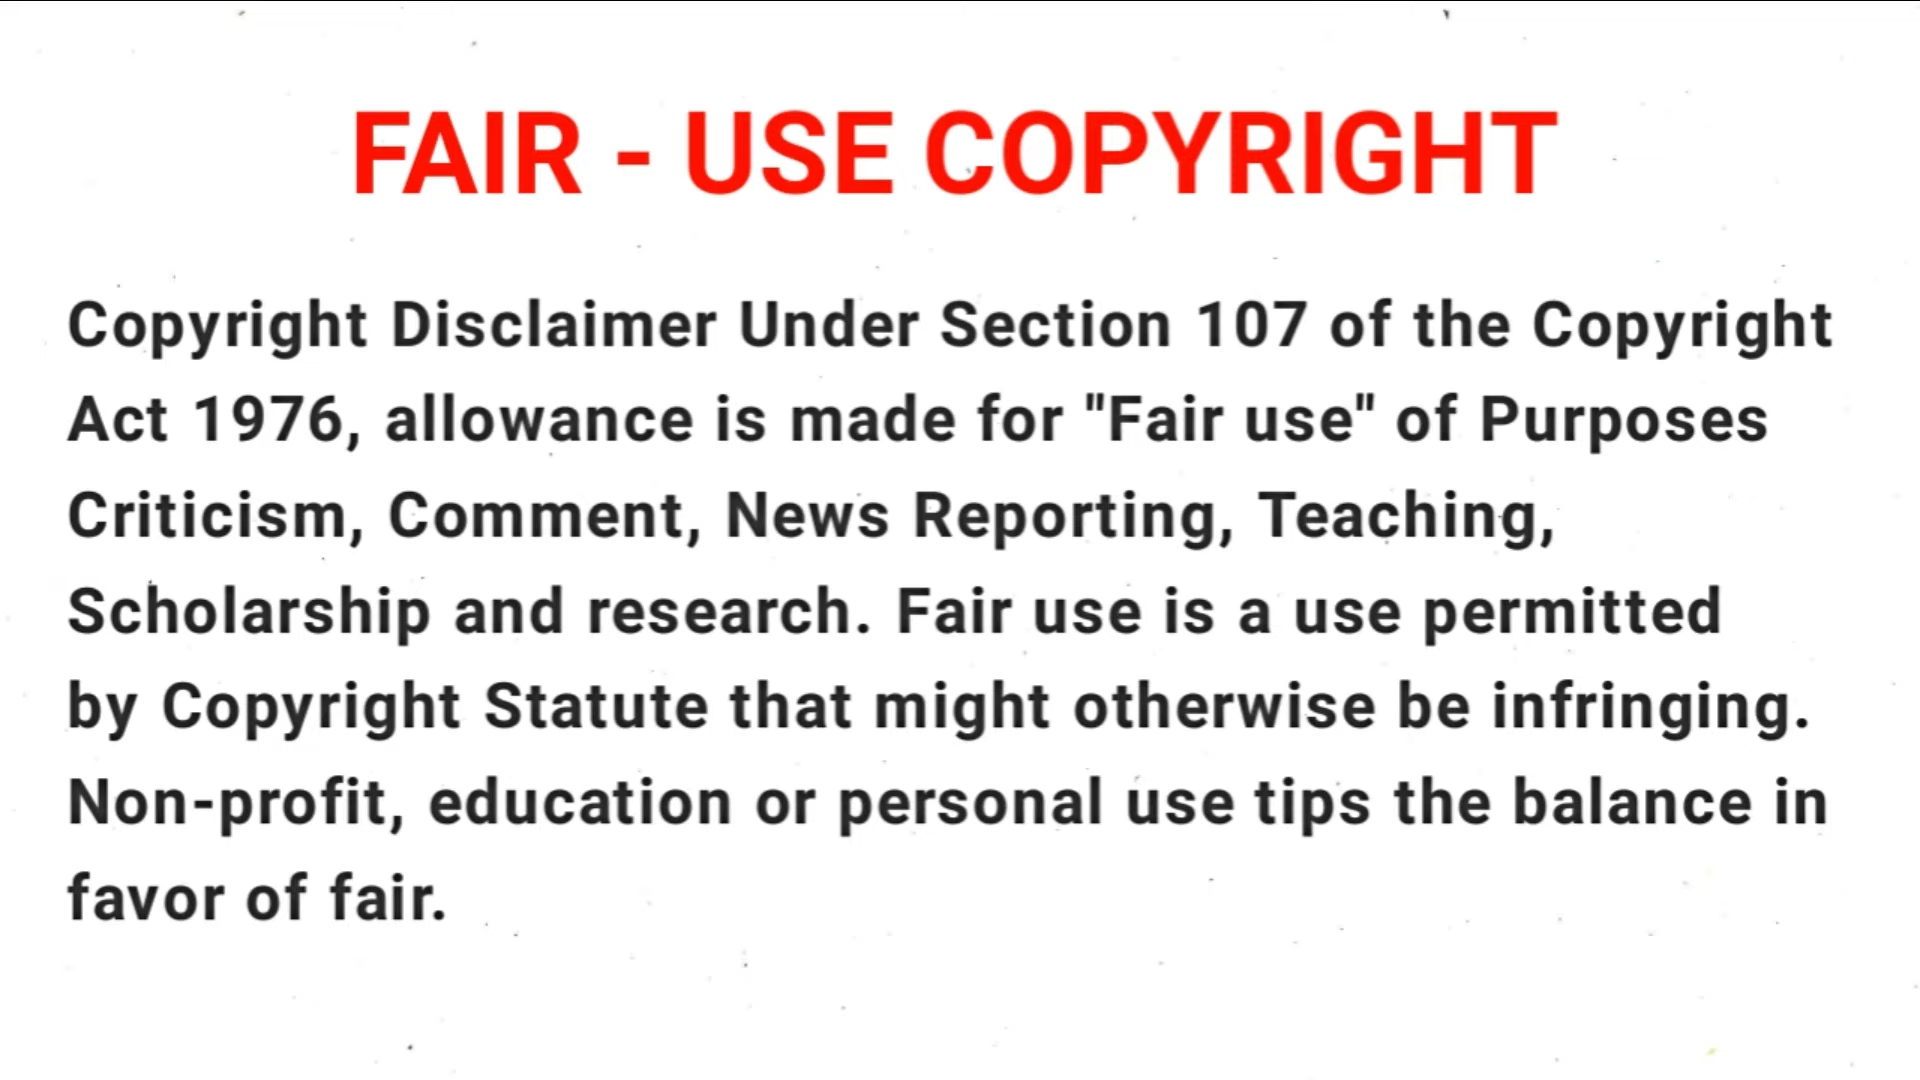 FAIR - USE COPYRIGHT
Copyright Disclaimer Under Section 107 of the Copyright
Act 1976, allowance is made for "Fair use" of Purposes
Criticism, Comment, News Reporting, Teaching,
Scholarship and research. Fair use is a use permitted
by Copyright Statute that might otherwise be infringing.
Non-profit, education or personal use tips the balance in
favor of fair.